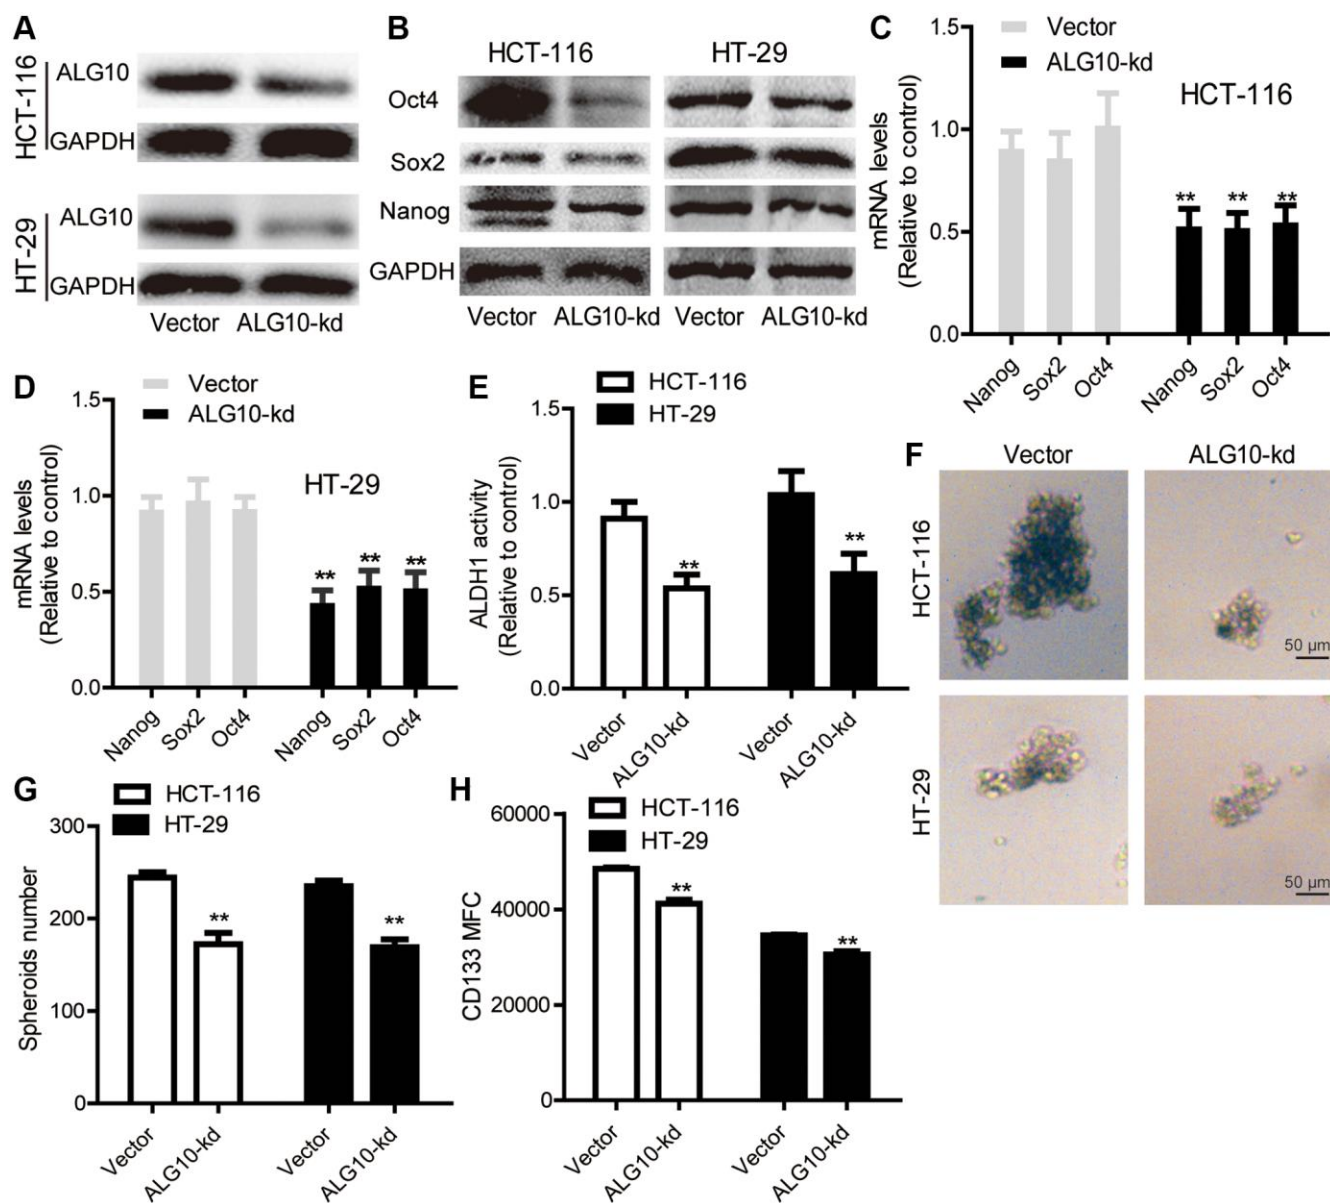 A
HCT-116
ALG10
GAPDH
HT-29
ALG10
GAPDH
Vector ALG10-kd
B
HCT-116 HT-29
Oct4
Sox2
Nanog
GAPDH
Vector ALG10-kd Vector ALG10-kd
C
Vector
ALG10-kd
HCT-116
mRNA levels
(Relative to control)
1.5
1.0
0.5
0.0
** ** **
Nanog Sox2 Oct4 Nanog Sox2 Oct4
D
Vector
ALG10-kd
HT-29
mRNA levels
(Relative to control)
1.5
1.0
0.5
0.0
** ** **
Nanog Sox2 Oct4 Nanog Sox2 Oct4
E
HCT-116
HT-29
ALDH1 activity
(Relative to control)
1.5
1.0
0.5
0.0
** **
Vector ALG10-kd Vector ALG10-kd
F
Vector ALG10-kd
HCT-116
50 µm
HT-29
50 µm
G
HCT-116
HT-29
Spheroids number
300
200
100
0
** **
Vector ALG10-kd Vector ALG10-kd
H
HCT-116
HT-29
CD133 MFC
60000
40000
20000
0
** **
Vector ALG10-kd Vector ALG10-kd